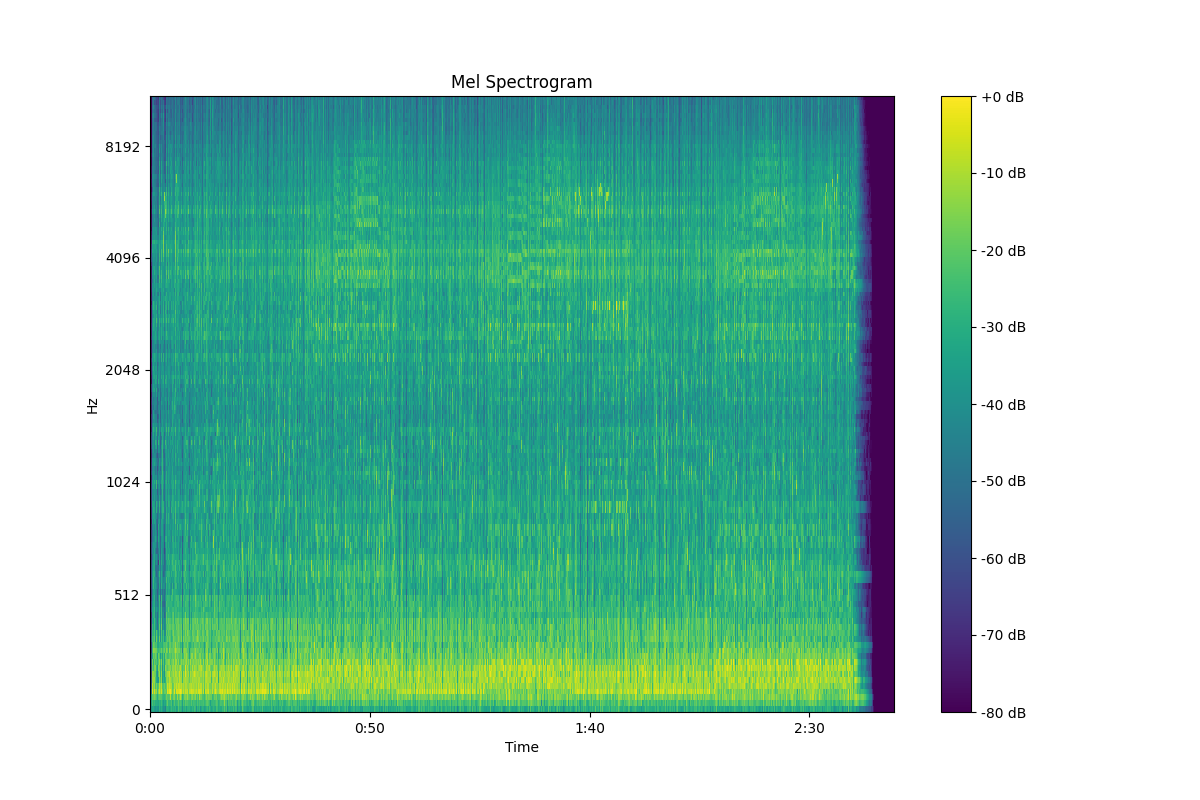 Mel Spectrogram
+0 dB
8192
-10 dB
-20 dB
4096
-30 dB
2048
-40 dB
Hz
-50 dB
1024
-60 dB
512
-70 dB
0
-80 dB
0:00
0:50
1:40
2:30
Time